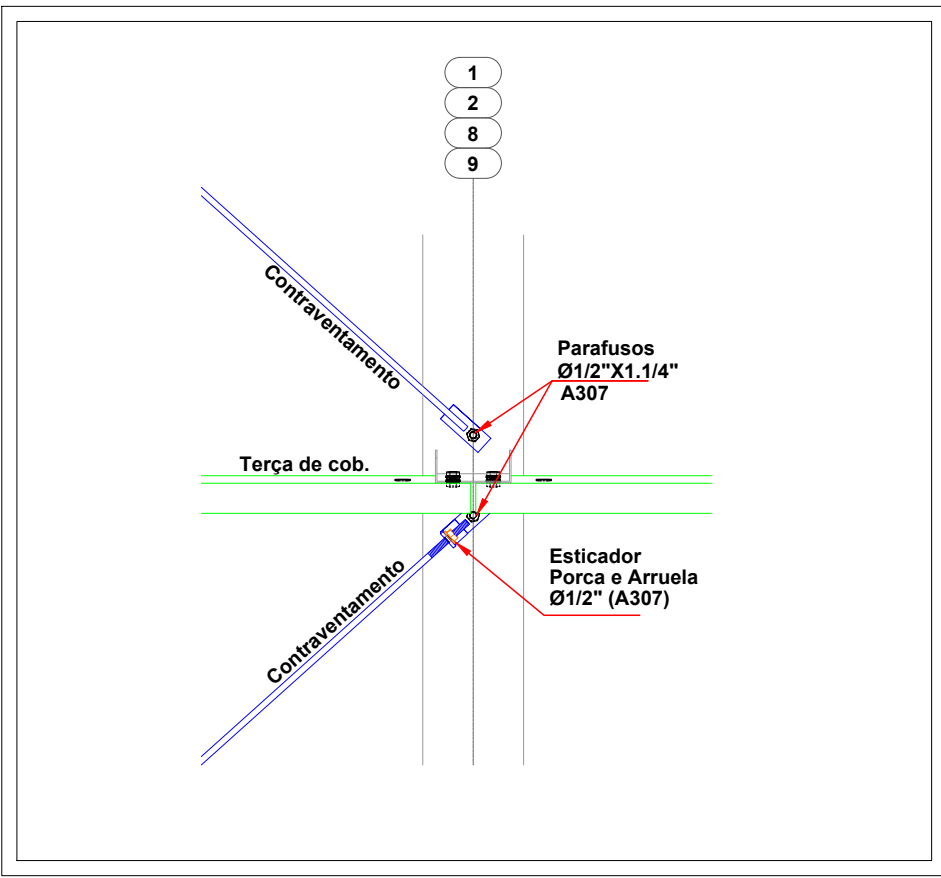 1
2
8
9
Contraventamento
Parafusos
Ø1/2"X1.1/4"
A307
Terça de cob.
Esticador
Porca e Arruela
Ø1/2" (A307)
Contraventamento